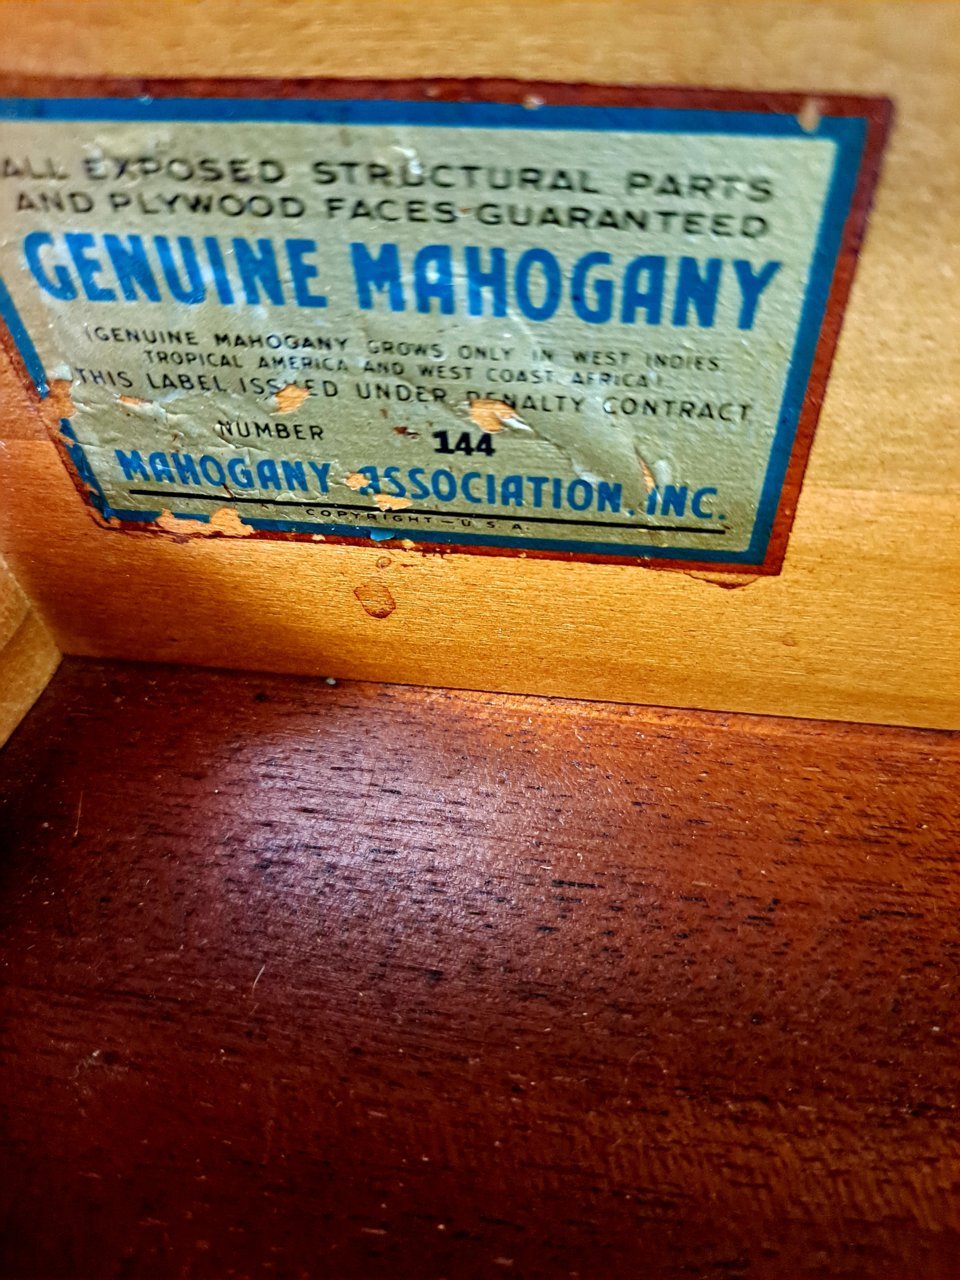 ALL EXPOSED STRUCTURAL PARTS
AND PLYWOOD FACES GUARANTEED
GENUINE MAHOGANY
(GENUINE MAHOGANY GROWS ONLY IN WEST INDIES
TROPICAL AMERICA AND WEST COAST AFRICA).
THIS LABEL ISSUED UNDER PENALTY CONTRACT
NUMBER 144
MAHOGANY ASSOCIATION, INC.
COPYRIGHT—U.S.A.